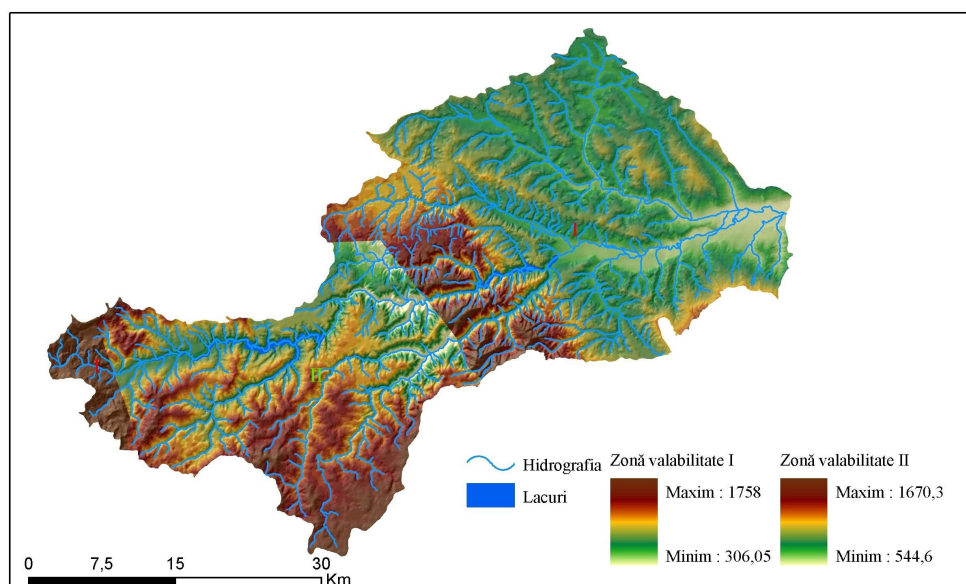 I
II
Hidrografia
Lacuri
Zonă valabilitate I
Maxim : 1758
Minim : 306,05
Zonă valabilitate II
Maxim : 1670,3
Minim : 544,6
0 7,5 15 30
Km